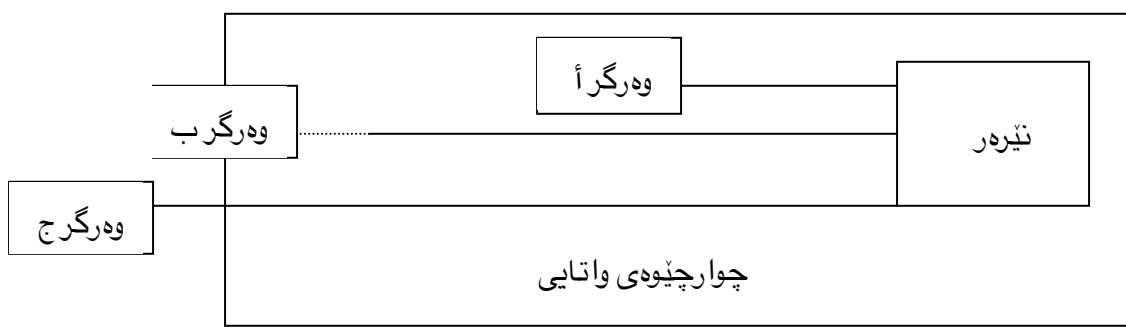 وەرگر أ
نێرەر
وەرگر ب
وەرگر ج
چوارچێوەی واتایی